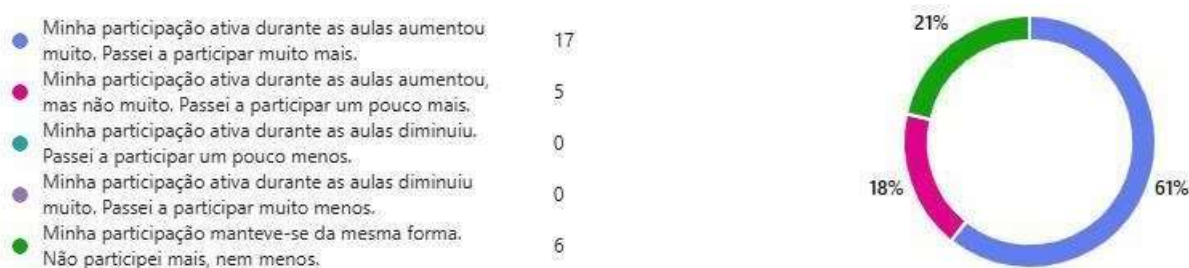 Minha participação ativa durante as aulas aumentou
muito. Passei a participar muito mais.
17
Minha participação ativa durante as aulas aumentou,
mas não muito. Passei a participar um pouco mais.
5
Minha participação ativa durante as aulas diminuiu.
Passei a participar um pouco menos.
0
Minha participação ativa durante as aulas diminuiu
muito. Passei a participar muito menos.
0
Minha participação manteve-se da mesma forma.
Não participei mais, nem menos.
6
21%
18%
61%